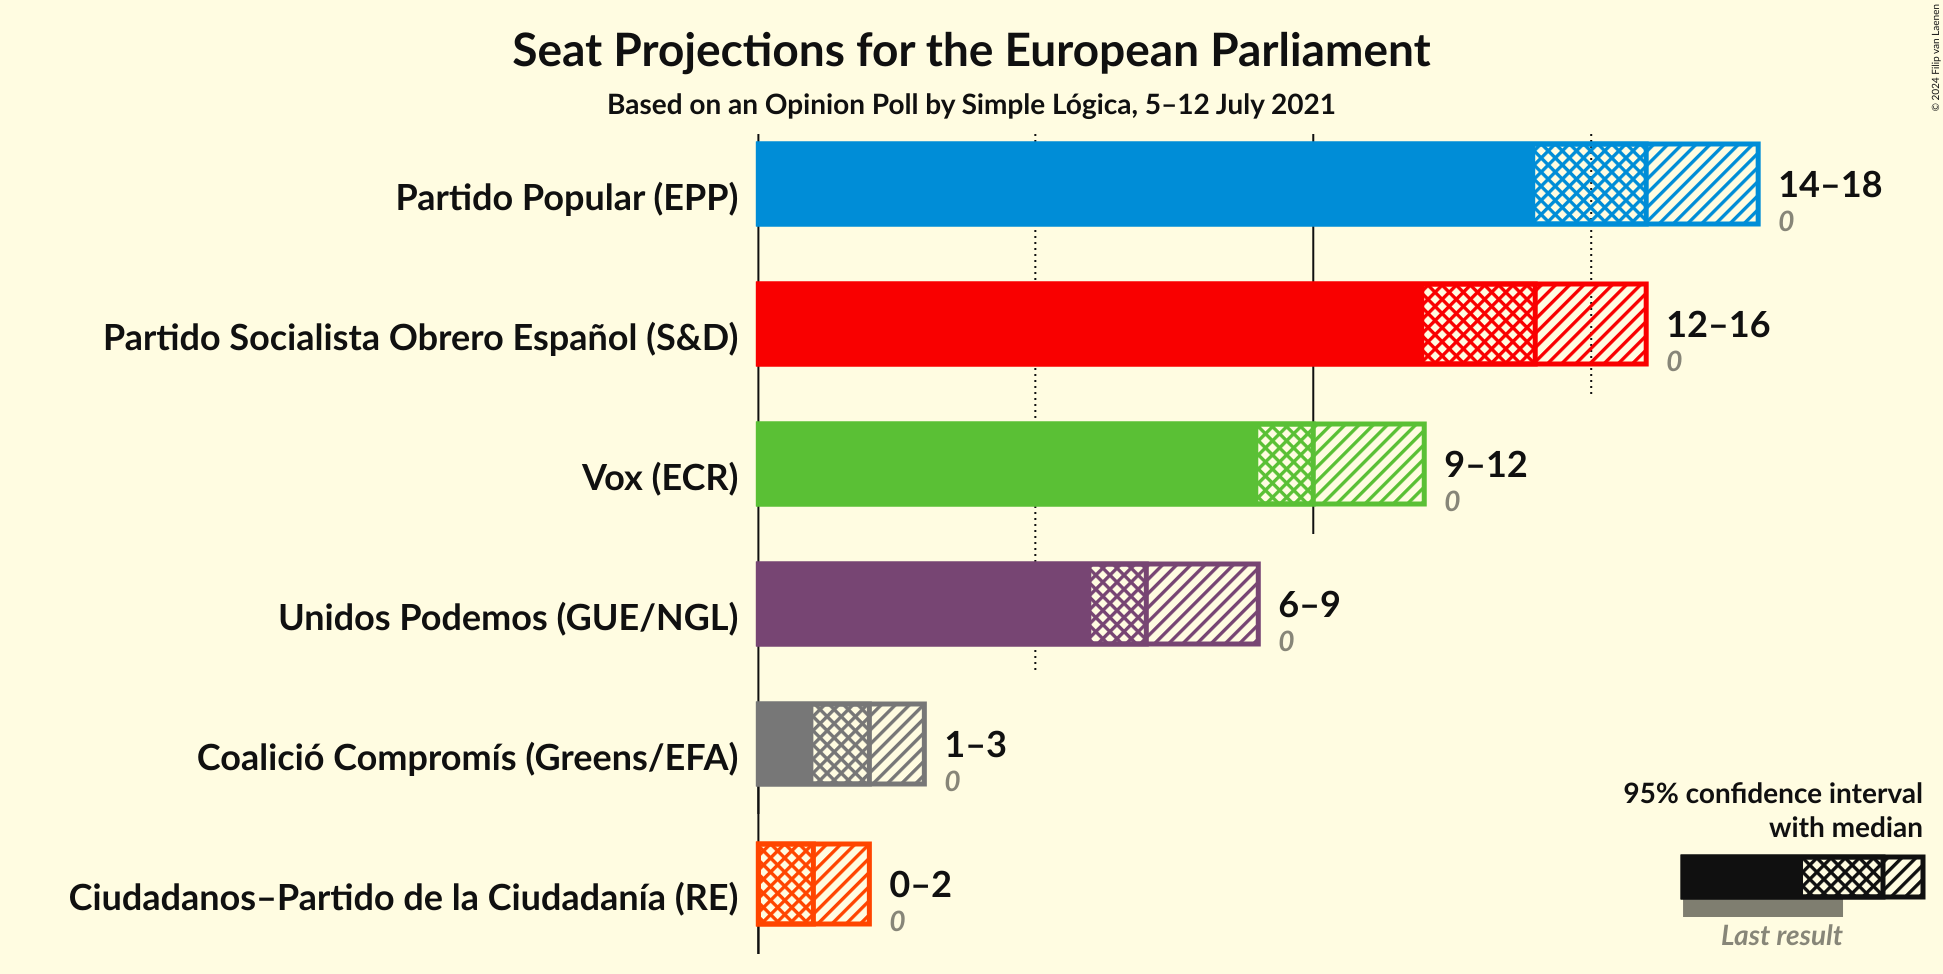 Seat Projections for the European Parliament
Based on an Opinion Poll by Simple Lógica, 5–12 July 2021
© 2024 Filip van Laenen
Partido Popular (EPP)
14–18
0
Partido Socialista Obrero Español (S&D)
12–16
0
Vox (ECR)
9–12
0
Unidos Podemos (GUE/NGL)
6–9
0
Coalició Compromís (Greens/EFA)
1–3
0
Ciudadanos–Partido de la Ciudadanía (RE)
0–2
0
95% confidence interval
with median
Last result